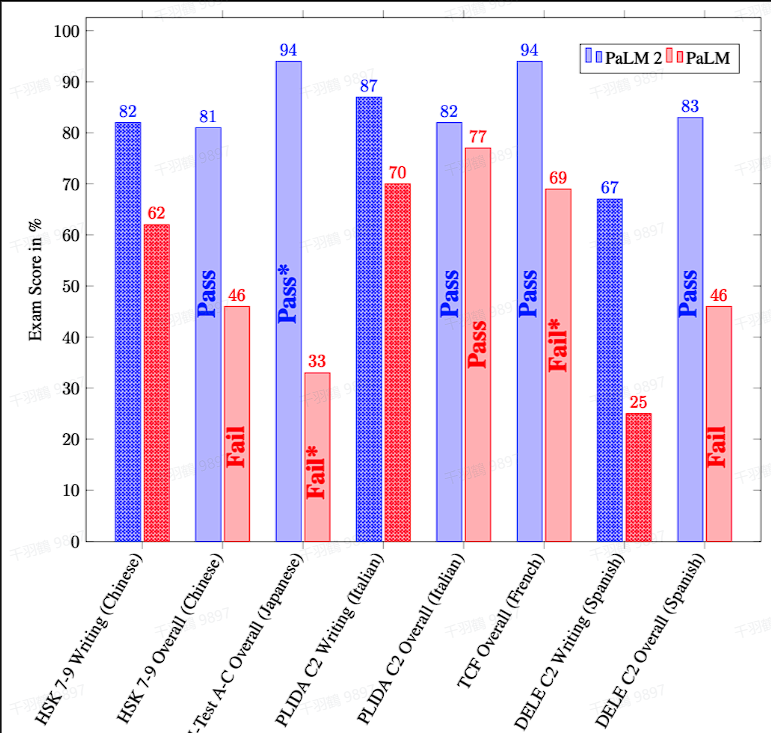 100
90
80
70
60
50
40
30
20
10
0
Exam Score in %
PaLM 2 PaLM
82
62
81
46
94
33
87
70
82
77
94
69
67
25
83
46
Pass
Fail
Pass*
Fail*
Pass
Pass
Pass
Fail*
Pass
Fail
HSK 7-9 Writing (Chinese)
HSK 7-9 Overall (Chinese)
-Test A-C Overall (Japanese)
PLIDA C2 Writing (Italian)
PLIDA C2 Overall (Italian)
TCF Overall (French)
DELE C2 Writing (Spanish)
DELE C2 Overall (Spanish)
千羽鹤 9897